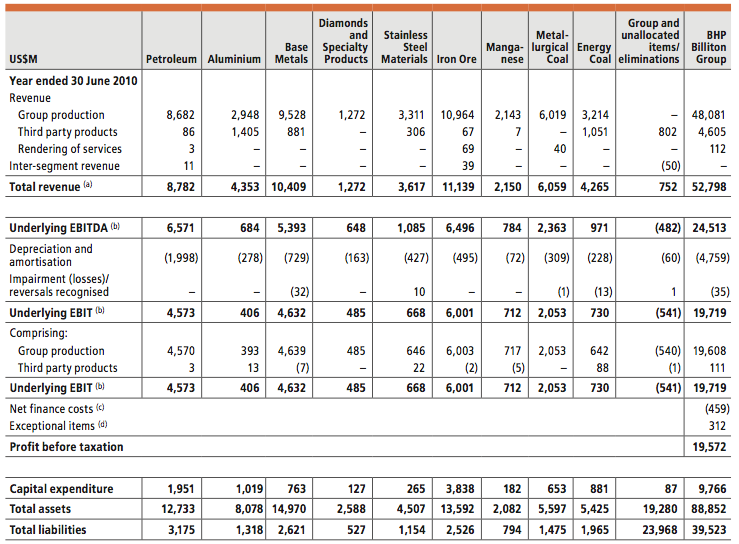 US$M Petroleum Aluminium Base Metals Diamonds and Specialty Products Stainless Steel Materials Iron Ore Manga- nese Metal- lurgical Coal Energy Coal Group and unallocated items/ eliminations BHP Billiton Group
Year ended 30 June 2010
Revenue
Group production 8,682 2,948 9,528 1,272 3,311 10,964 2,143 6,019 3,214 – 48,081
Third party products 86 1,405 881 – 306 67 7 – 1,051 802 4,605
Rendering of services 3 – – – – 69 – 40 – – 112
Inter-segment revenue 11 – – – – 39 – – – (50) –
Total revenue (a) 8,782 4,353 10,409 1,272 3,617 11,139 2,150 6,059 4,265 752 52,798
Underlying EBITDA (b) 6,571 684 5,393 648 1,085 6,496 784 2,363 971 (482) 24,513
Depreciation and
amortisation (1,998) (278) (729) (163) (427) (495) (72) (309) (228) (60) (4,759)
Impairment (losses)/
reversals recognised – – (32) – 10 – – (1) (13) 1 (35)
Underlying EBIT (b) 4,573 406 4,632 485 668 6,001 712 2,053 730 (541) 19,719
Comprising:
Group production 4,570 393 4,639 485 646 6,003 717 2,053 642 (540) 19,608
Third party products 3 13 (7) – 22 (2) (5) – 88 (1) 111
Underlying EBIT (b) 4,573 406 4,632 485 668 6,001 712 2,053 730 (541) 19,719
Net finance costs (c) (459)
Exceptional items (d) 312
Profit before taxation 19,572
Capital expenditure 1,951 1,019 763 127 265 3,838 182 653 881 87 9,766
Total assets 12,733 8,078 14,970 2,588 4,507 13,592 2,082 5,597 5,425 19,280 88,852
Total liabilities 3,175 1,318 2,621 527 1,154 2,526 794 1,475 1,965 23,968 39,523